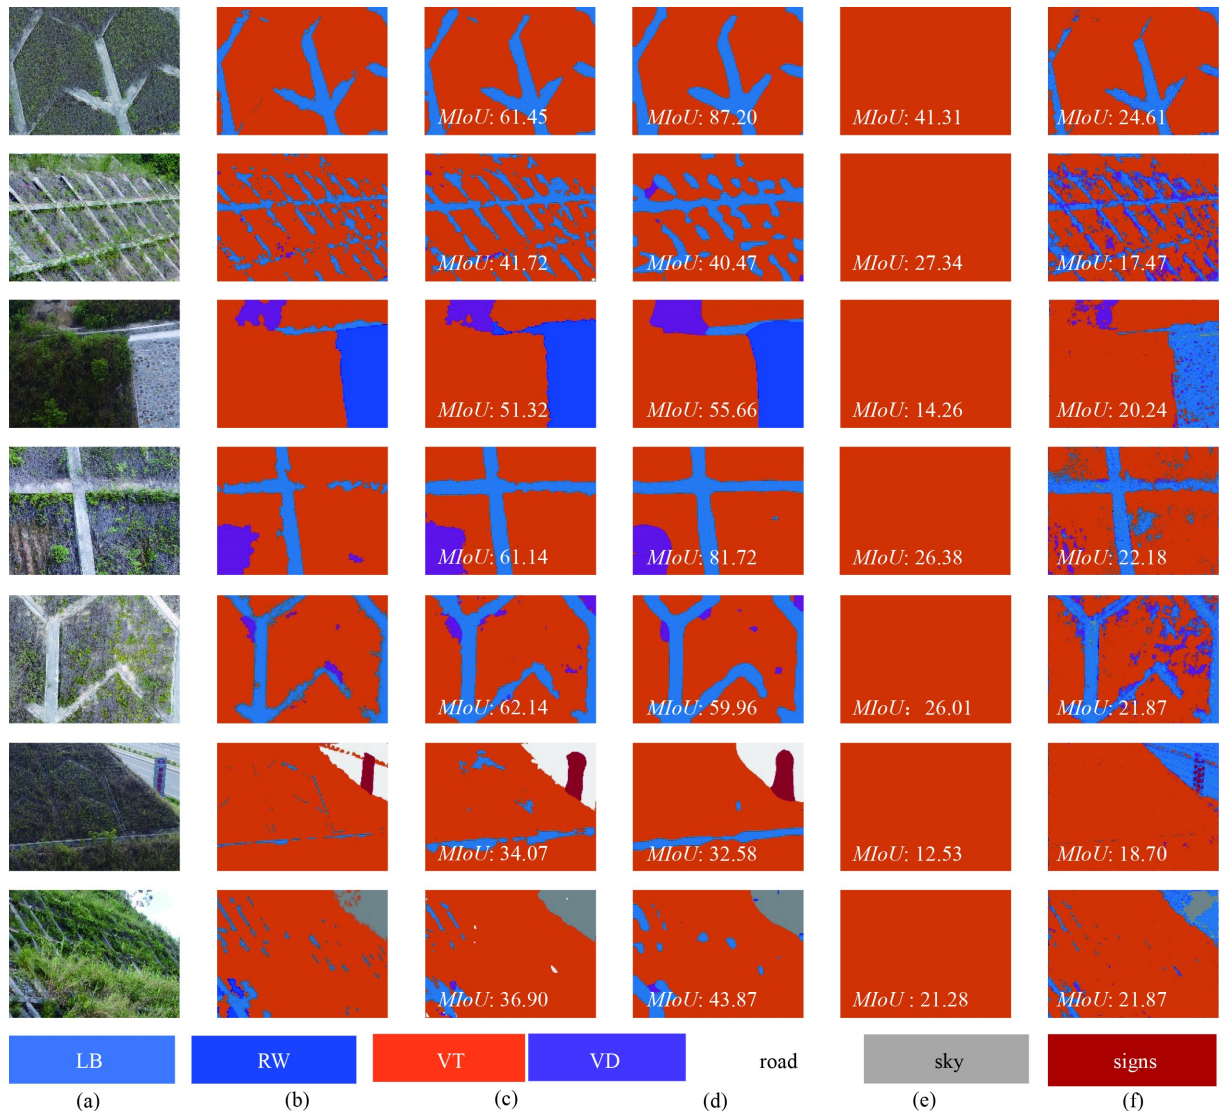 MIoU: 61.45 MIoU: 87.20 MIoU: 41.31 MIoU: 24.61
MIoU: 41.72 MIoU: 40.47 MIoU: 27.34 MIoU: 17.47
MIoU: 51.32 MIoU: 55.66 MIoU: 14.26 MIoU: 20.24
MIoU: 61.14 MIoU: 81.72 MIoU: 26.38 MIoU: 22.18
MIoU: 62.14 MIoU: 59.96 MIoU: 26.01 MIoU: 21.87
MIoU: 34.07 MIoU: 32.58 MIoU: 12.53 MIoU: 18.70
MIoU: 36.90 MIoU: 43.87 MIoU : 21.28 MIoU: 21.87
LB RW VT VD road sky signs
(a) (b) (c) (d) (e) (f)